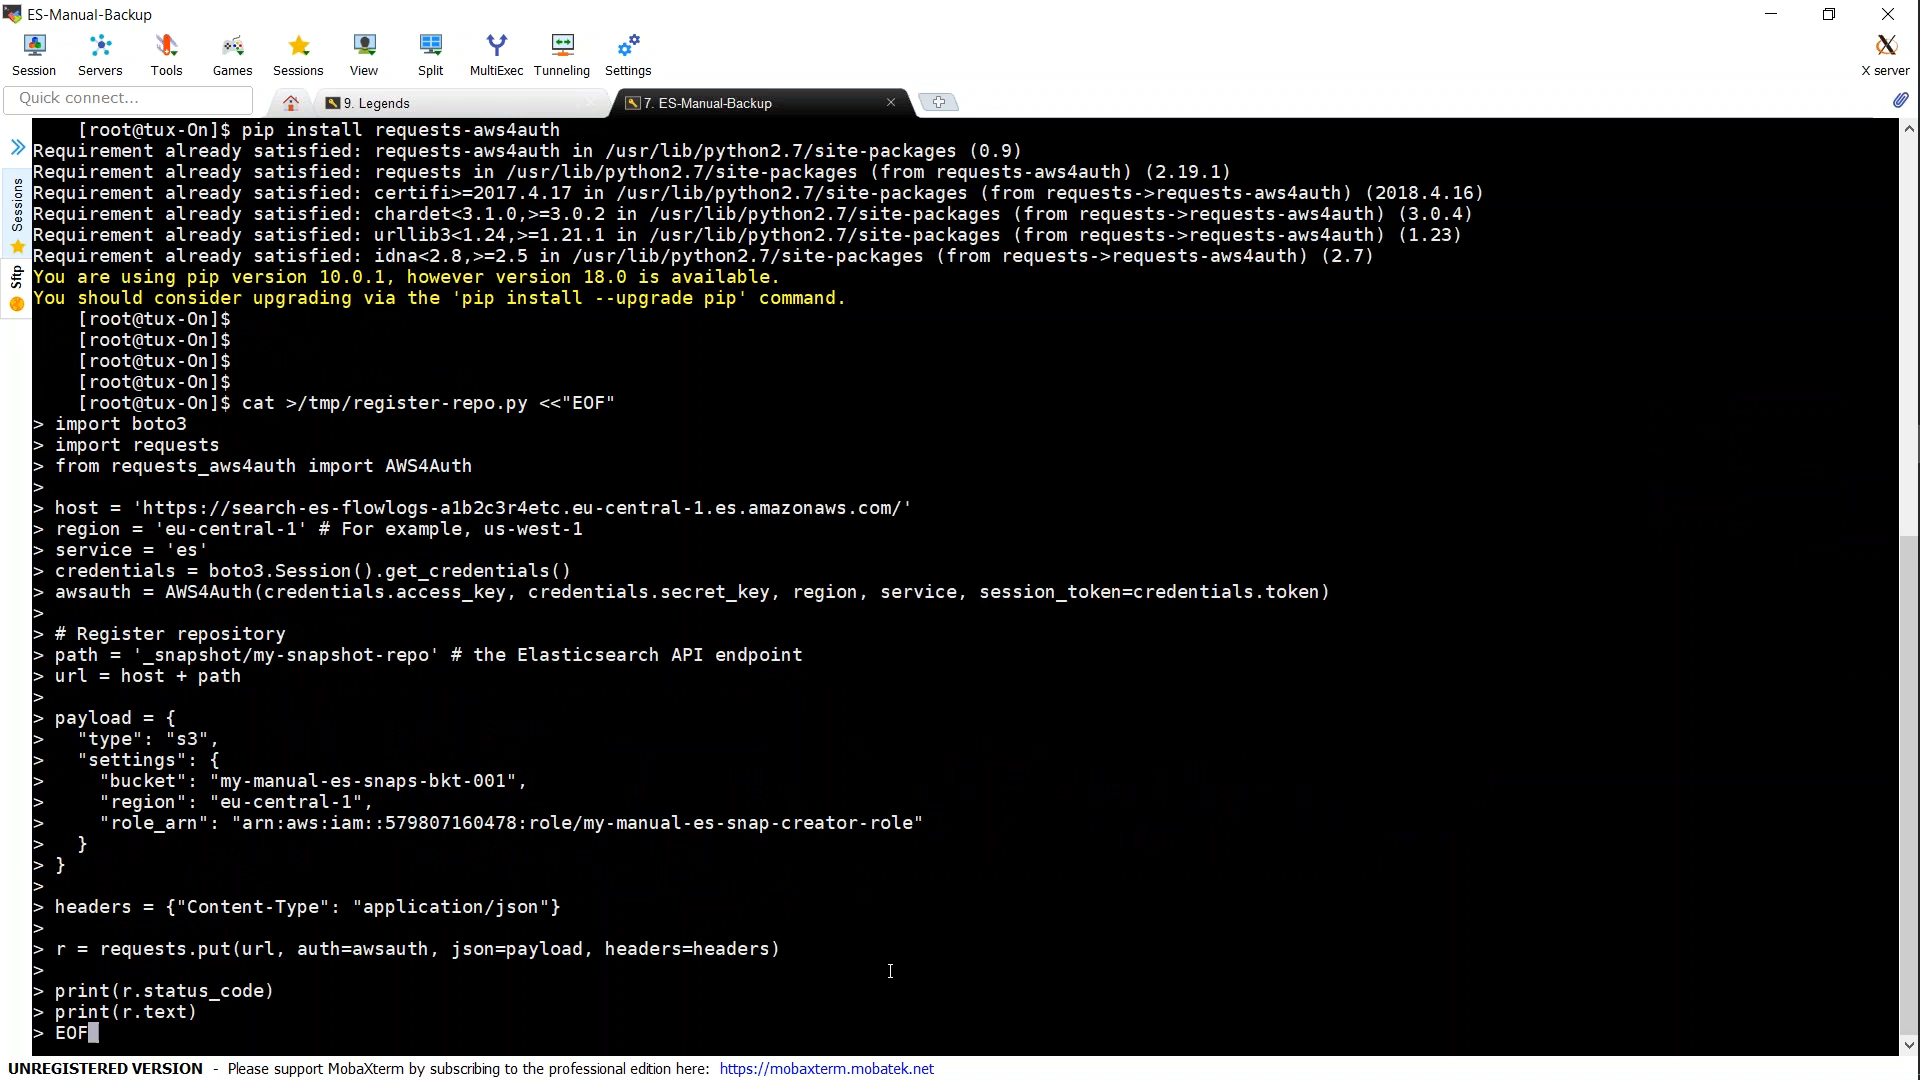 ES-Manual-Backup
Session
Servers
Tools
Games
Sessions
View
Split
MultiExec
Tunneling
Settings
X server
Quick connect...
9. Legends
7. ES-Manual-Backup
Sessions
Sftp
[root@tux-On]$ pip install requests-aws4auth
Requirement already satisfied: requests-aws4auth in /usr/lib/python2.7/site-packages (0.9)
Requirement already satisfied: requests in /usr/lib/python2.7/site-packages (from requests-aws4auth) (2.19.1)
Requirement already satisfied: certifi>=2017.4.17 in /usr/lib/python2.7/site-packages (from requests->requests-aws4auth) (2018.4.16)
Requirement already satisfied: chardet<3.1.0,>=3.0.2 in /usr/lib/python2.7/site-packages (from requests->requests-aws4auth) (3.0.4)
Requirement already satisfied: urllib3<1.24,>=1.21.1 in /usr/lib/python2.7/site-packages (from requests->requests-aws4auth) (1.23)
Requirement already satisfied: idna<2.8,>=2.5 in /usr/lib/python2.7/site-packages (from requests->requests-aws4auth) (2.7)
You are using pip version 10.0.1, however version 18.0 is available.
You should consider upgrading via the 'pip install --upgrade pip' command.
[root@tux-On]$
[root@tux-On]$
[root@tux-On]$
[root@tux-On]$
[root@tux-On]$ cat >/tmp/register-repo.py <<"EOF"
> import boto3
> import requests
> from requests_aws4auth import AWS4Auth
>
> host = 'https://search-es-flowlogs-a1b2c3r4etc.eu-central-1.es.amazonaws.com/'
> region = 'eu-central-1' # For example, us-west-1
> service = 'es'
> credentials = boto3.Session().get_credentials()
> awsauth = AWS4Auth(credentials.access_key, credentials.secret_key, region, service, session_token=credentials.token)
>
> # Register repository
> path = '_snapshot/my-snapshot-repo' # the Elasticsearch API endpoint
> url = host + path
>
> payload = {
>   "type": "s3",
>   "settings": {
>     "bucket": "my-manual-es-snaps-bkt-001",
>     "region": "eu-central-1",
>     "role_arn": "arn:aws:iam::579807160478:role/my-manual-es-snap-creator-role"
>   }
> }
>
> headers = {"Content-Type": "application/json"}
>
> r = requests.put(url, auth=awsauth, json=payload, headers=headers)
>
> print(r.status_code)
> print(r.text)
> EOF
UNREGISTERED VERSION - Please support MobaXterm by subscribing to the professional edition here: https://mobaxterm.mobatek.net